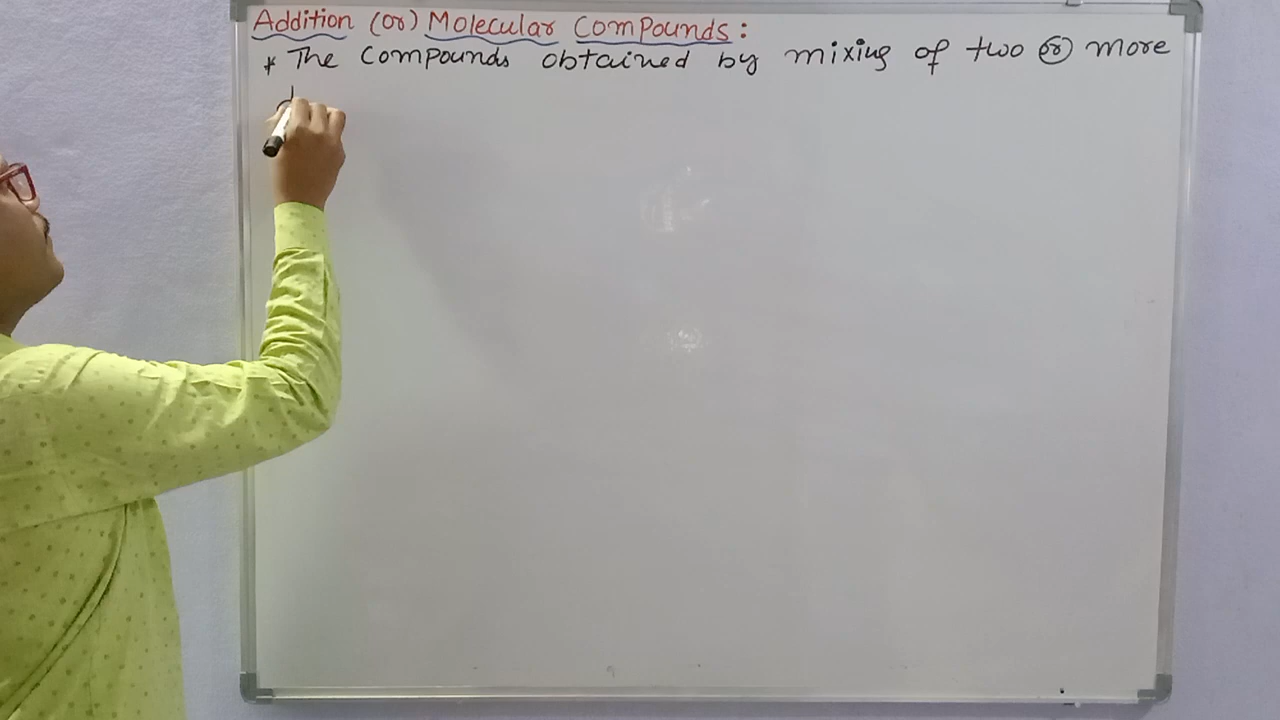 Addition (or) Molecular Compounds:
* The Compounds obtained by mixing of two (or) more